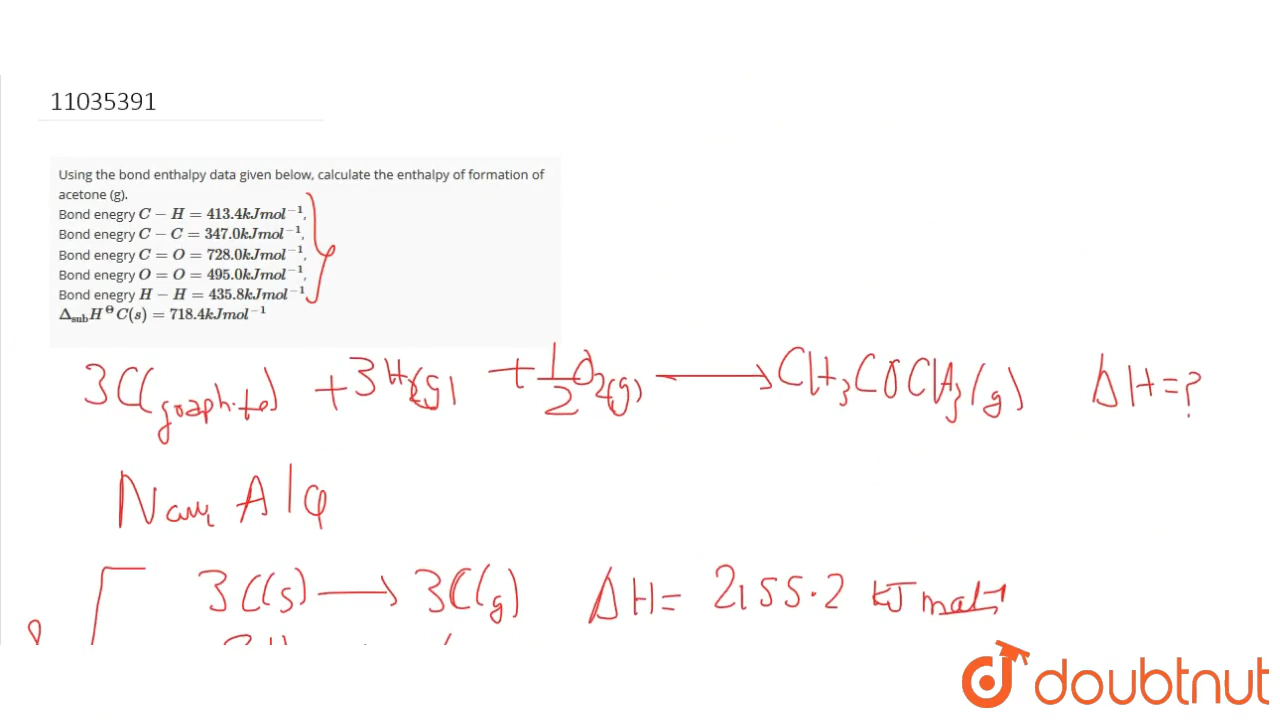 11035391
Using the bond enthalpy data given below, calculate the enthalpy of formation of
acetone (g).
Bond enegry C − H = 413.4kJmol⁻¹,
Bond enegry C − C = 347.0kJmol⁻¹,
Bond enegry C = O = 728.0kJmol⁻¹,
Bond enegry O = O = 495.0kJmol⁻¹,
Bond enegry H − H = 435.8kJmol⁻¹
Δ_sub H^Θ C(s) = 718.4kJmol⁻¹
3C(graphite) + 3H₂(g) + 1/2 O₂(g) ⟶ CH₃COCH₃(g) ΔH = ?
A/q
3C(s) ⟶ 3C(g) ΔH = 2155.2 kJ mol⁻¹
doubtnut